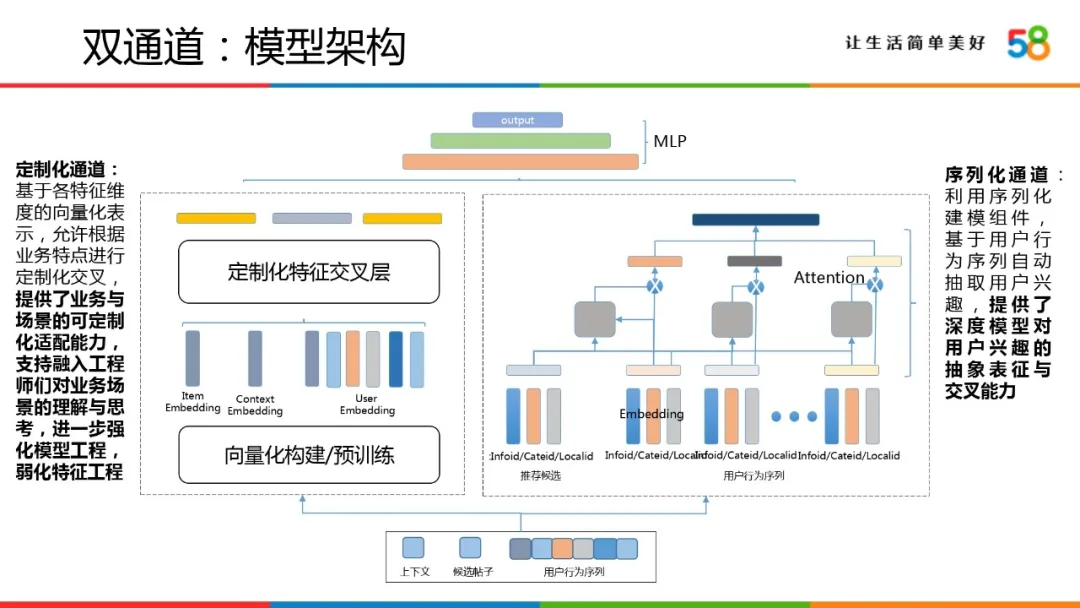 双通道：模型架构
让生活简单美好
58
output
MLP
定制化通道：
基于各特征维
度的向量化表
示，允许根据
业务特点进行
定制化交叉，
提供了业务与
场景的可定制
化适配能力，
支持融入工程
师们对业务场
景的理解与思
考，进一步强
化模型工程，
弱化特征工程
定制化特征交叉层
Item
Embedding
Context
Embedding
User
Embedding
向量化构建/预训练
Attention
Embedding
Infoid/Cateid/Localid
Infoid/Cateid/Localid
Infoid/Cateid/Localid
Infoid/Cateid/Localid
推荐候选
用户行为序列
序列化通道：
利用序列化
建模组件，
基于用户行
为序列自动
抽取用户兴
趣，提供了
深度模型对
用户兴趣的
抽象表征与
交叉能力
上下文
候选帖子
用户行为序列